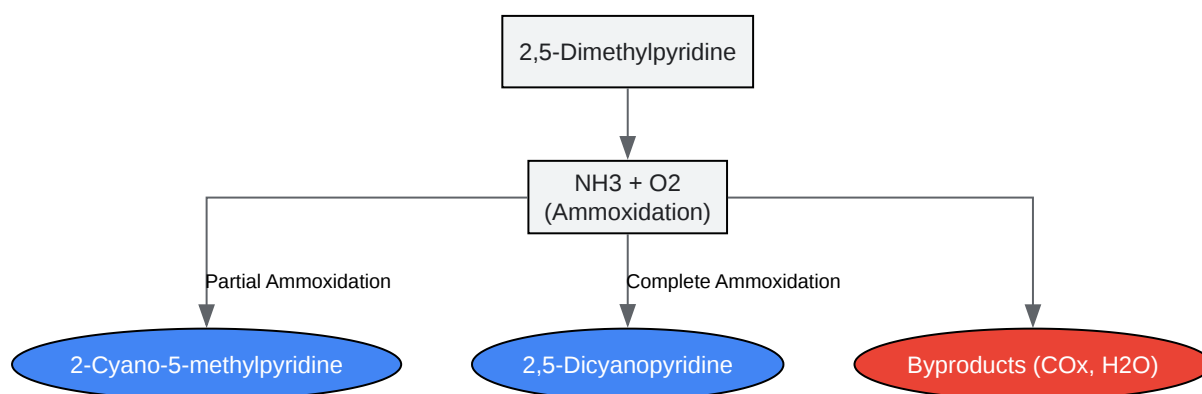 2,5-Dimethylpyridine
NH3 + O2
(Ammoxidation)
Partial Ammoxidation
Complete Ammoxidation
2-Cyano-5-methylpyridine
2,5-Dicyanopyridine
Byproducts (COx, H2O)